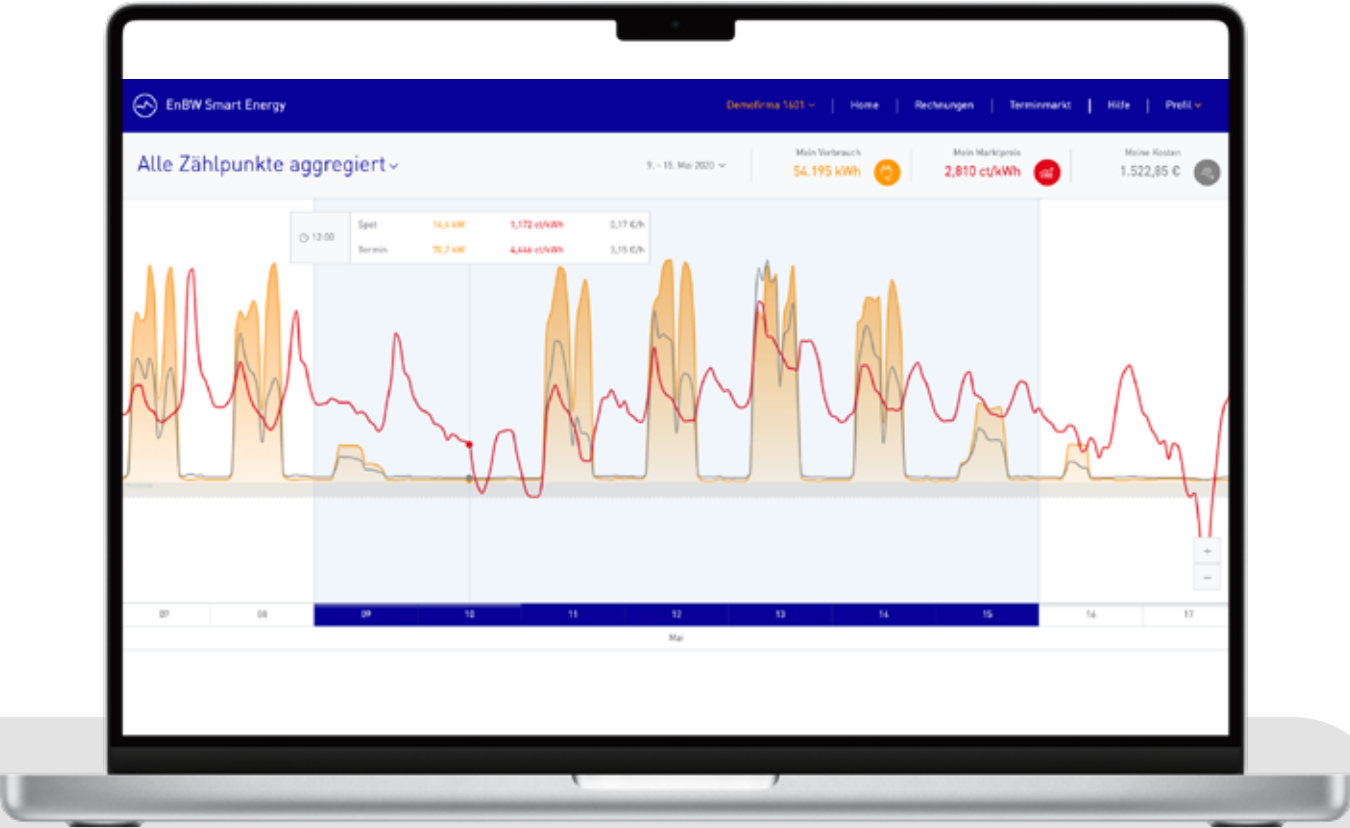 EnBW Smart Energy
Demofirma 1601 | Home | Rechnungen | Terminmarkt | Hilfe | Profil
Alle Zählpunkte aggregiert
9. - 15. Mai 2020
Mein Verbrauch
54.195 kWh
Mein Marktpreis
2,810 ct/kWh
Meine Kosten
1.522,85 €
12:00
Spot 14,4 kW 1,172 ct/kWh 0,17 €/h
Termin 70,7 kW 4,446 ct/kWh 3,15 €/h
+
−
07 08 09 10 11 12 13 14 15 16 17
Mai